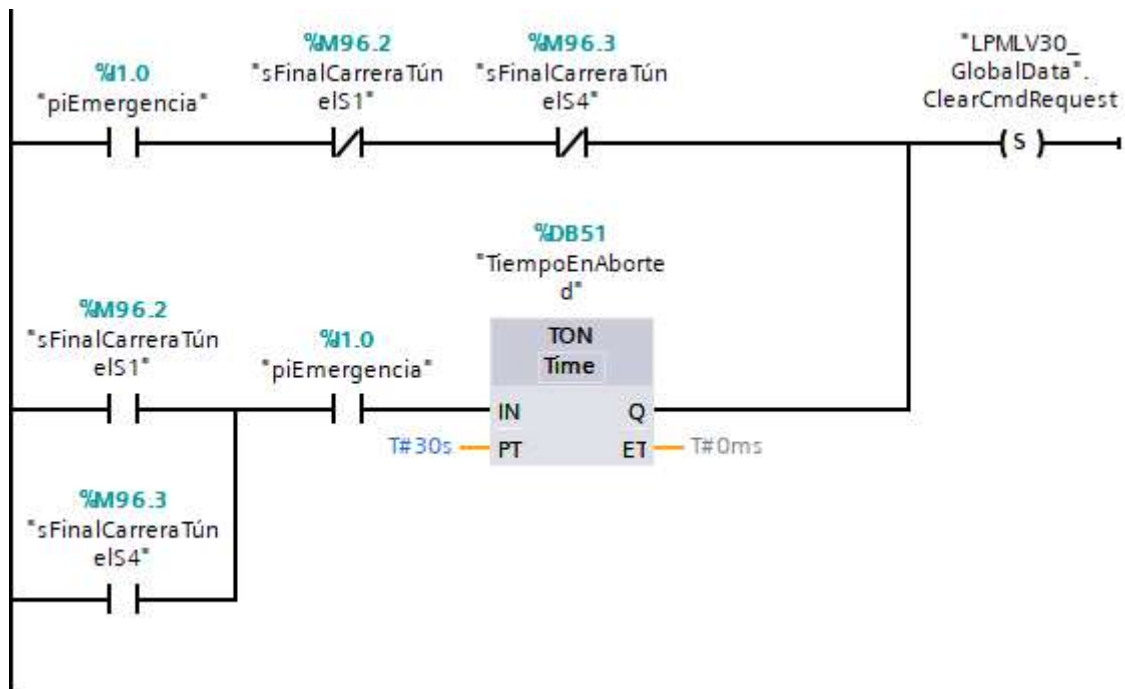 %M96.2 %M96.3 "LPMLV30_
%I1.0 "sFinalCarreraTún "sFinalCarreraTún GlobalData".
"piEmergencia" elS1" elS4" ClearCmdRequest
S
%DB51
"TiempoEnAborte
d"
%M96.2
"sFinalCarreraTún %I1.0 TON
elS1" "piEmergencia" Time
IN Q
T#30s PT ET T#0ms
%M96.3
"sFinalCarreraTún
elS4"